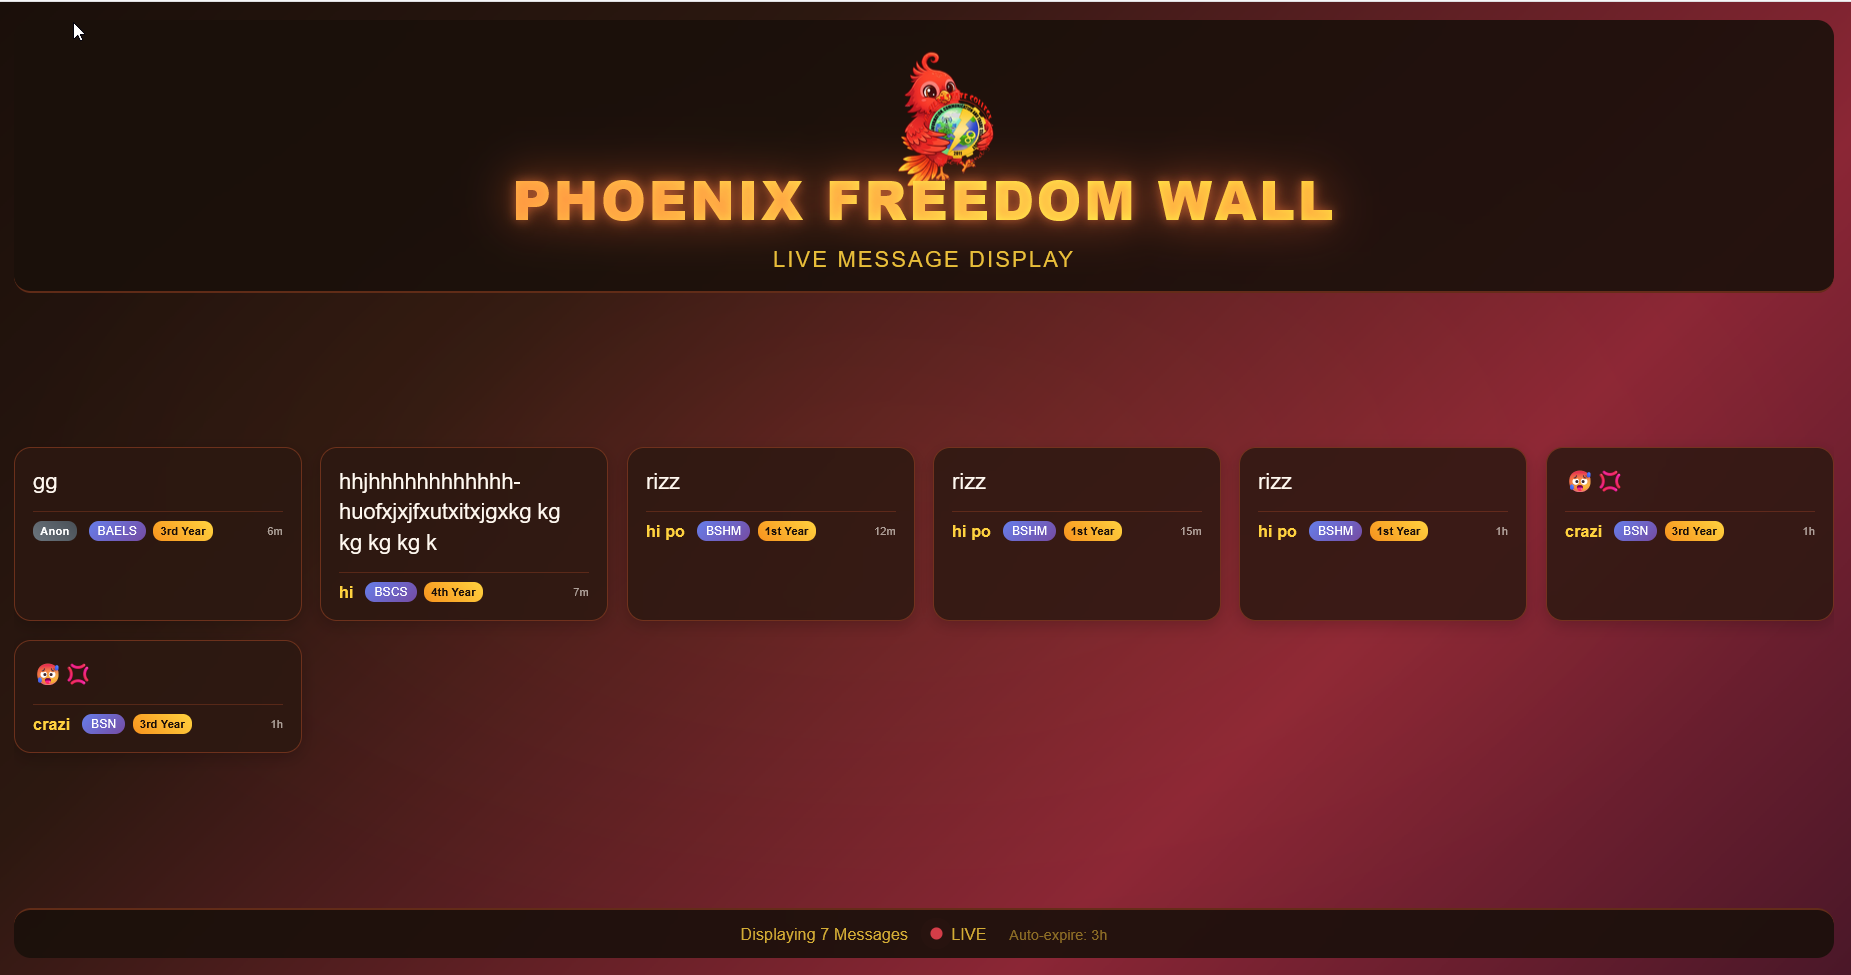 PHOENIX FREEDOM WALL
LIVE MESSAGE DISPLAY
gg
Anon BAELS 3rd Year 6m
hhjhhhhhhhhhhhh-
huofxjxjfxutxitxjgxkg kg
kg kg kg k
hi BSCS 4th Year 7m
rizz
hi po BSHM 1st Year 12m
rizz
hi po BSHM 1st Year 15m
rizz
hi po BSHM 1st Year 1h
🥵💢
crazi BSN 3rd Year 1h
🥵💢
crazi BSN 3rd Year 1h
Displaying 7 Messages LIVE Auto-expire: 3h